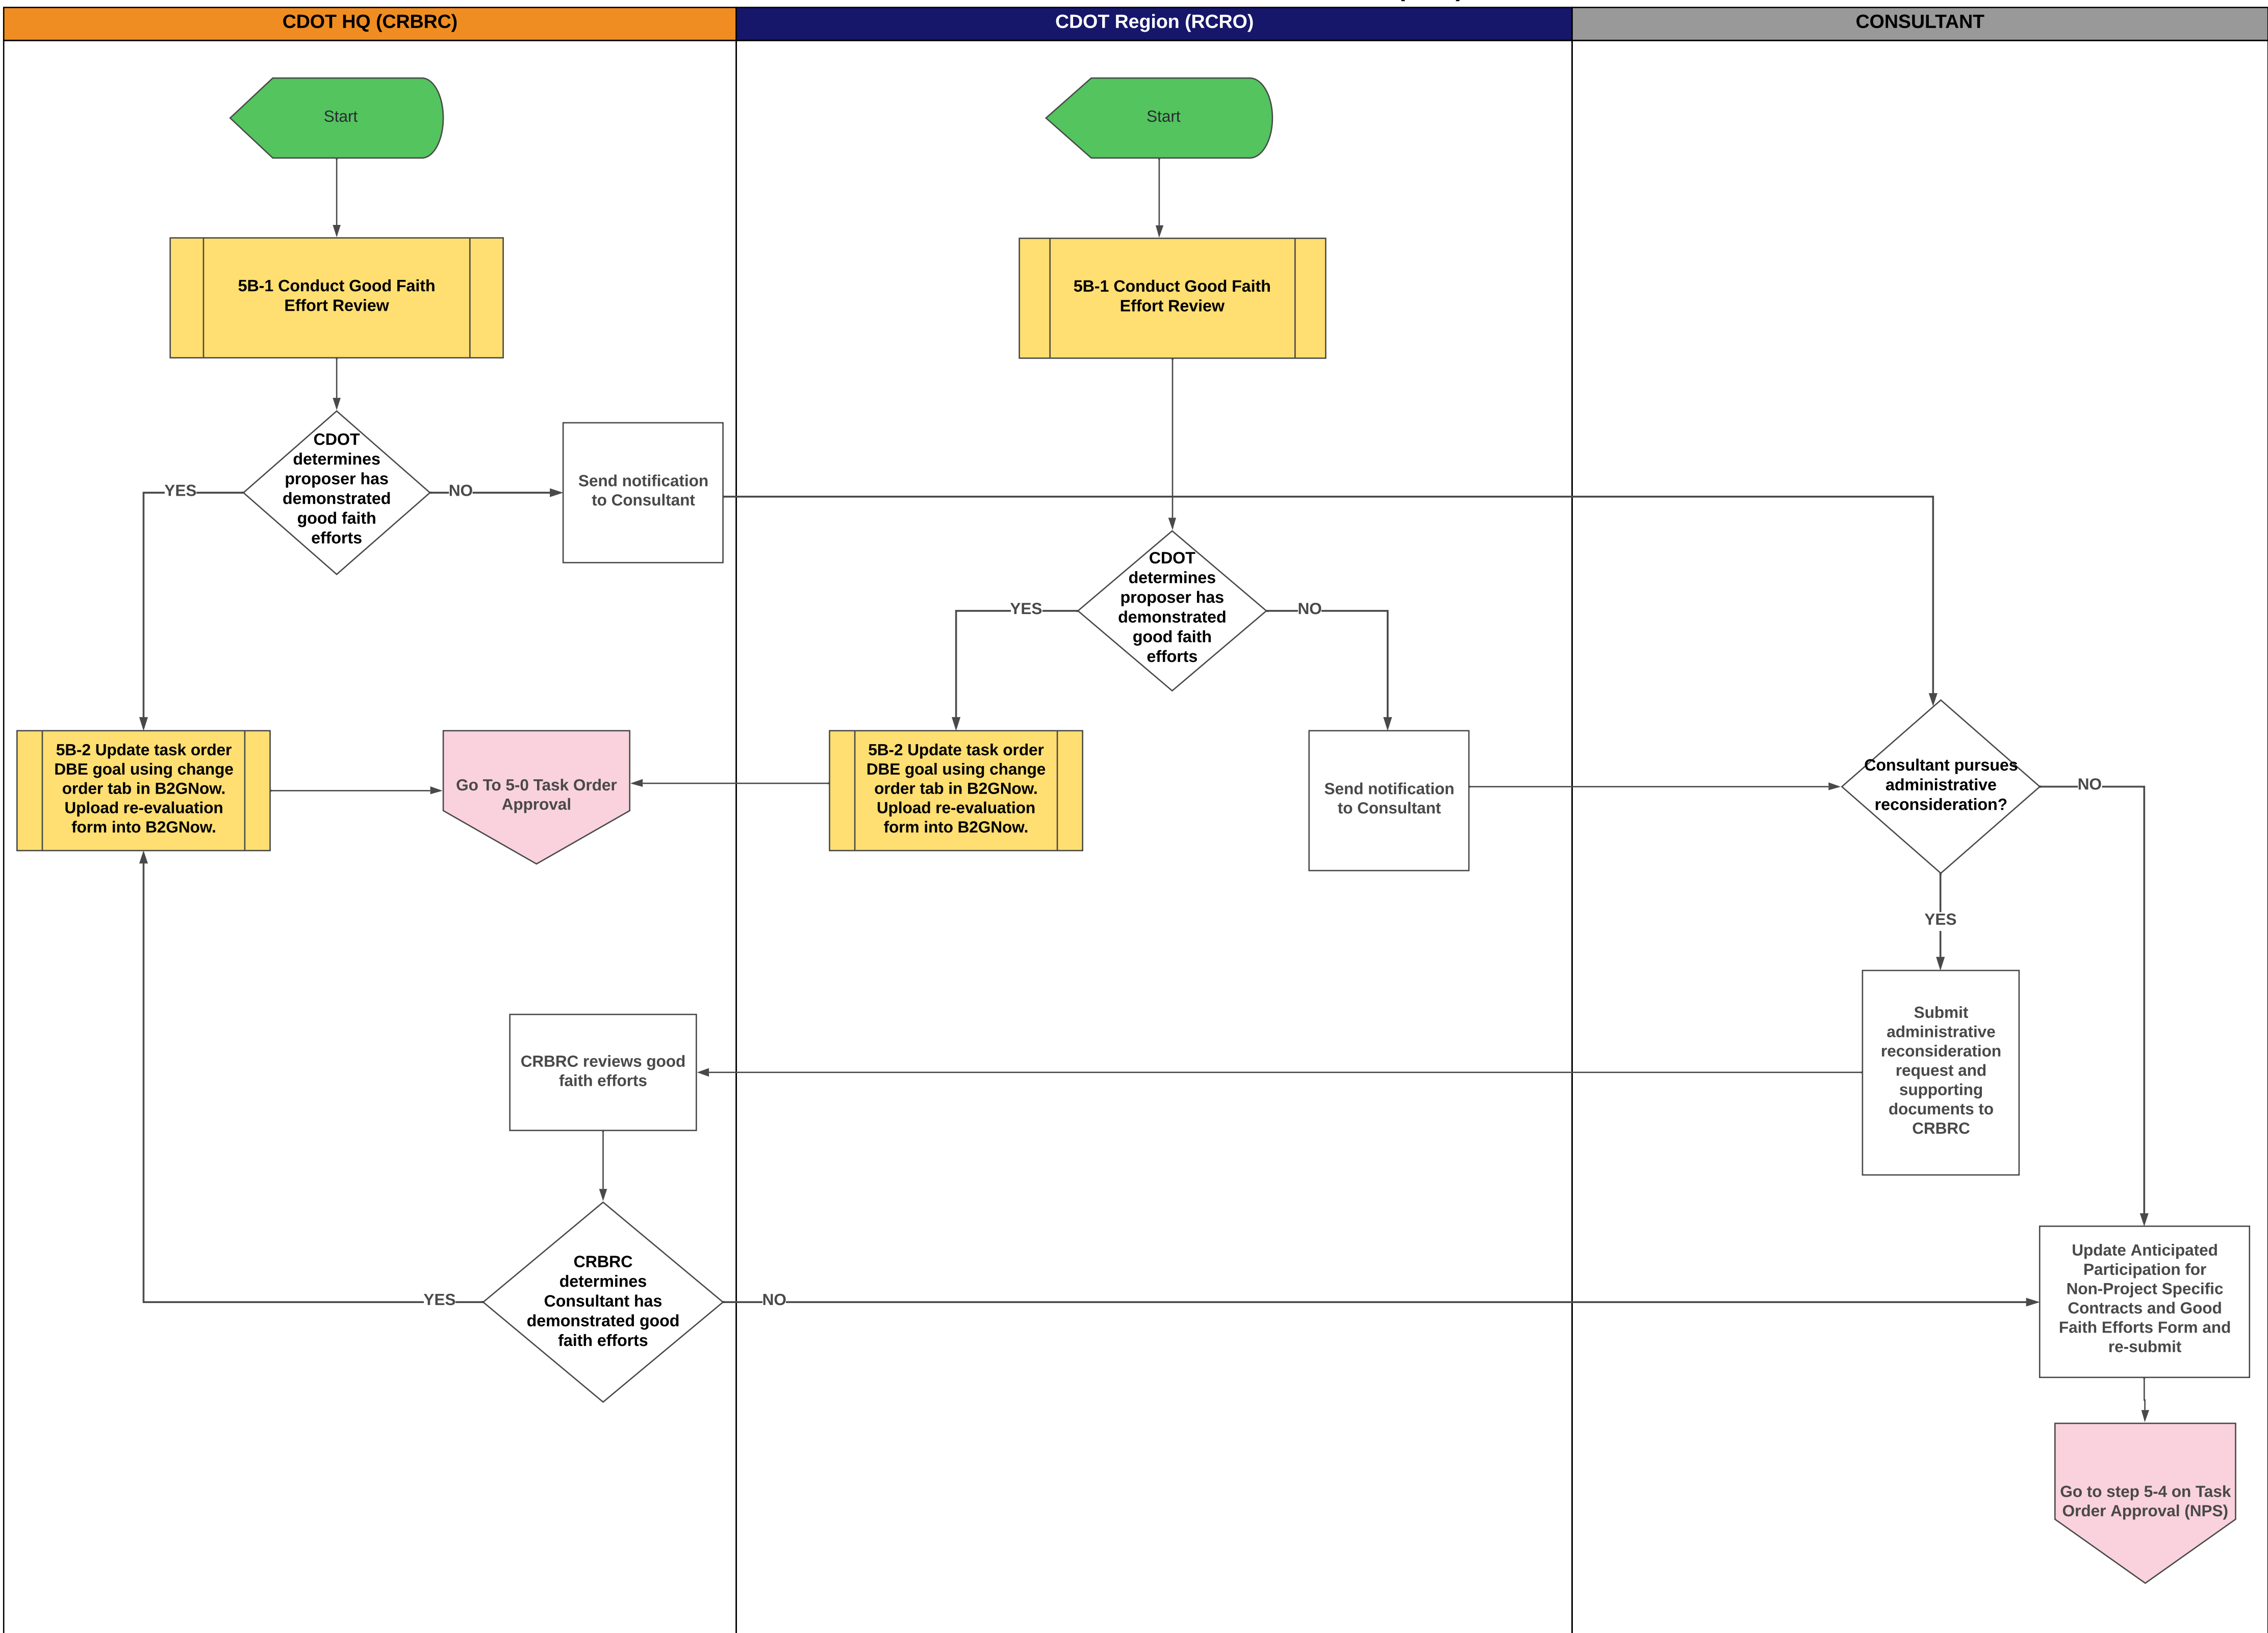 CDOT HQ (CRBRC)
CDOT Region (RCRO)
CONSULTANT
Start
Start
5B-1 Conduct Good Faith
Effort Review
5B-1 Conduct Good Faith
Effort Review
CDOT
determines
proposer has
demonstrated
good faith
efforts
YES
NO
Send notification
to Consultant
CDOT
determines
proposer has
demonstrated
good faith
efforts
YES
NO
5B-2 Update task order
DBE goal using change
order tab in B2GNow.
Upload re-evaluation
form into B2GNow.
Go To 5-0 Task Order
Approval
5B-2 Update task order
DBE goal using change
order tab in B2GNow.
Upload re-evaluation
form into B2GNow.
Send notification
to Consultant
Consultant pursues
administrative
reconsideration?
NO
YES
Submit
administrative
reconsideration
request and
supporting
documents to
CRBRC
CRBRC reviews good
faith efforts
CRBRC
determines
Consultant has
demonstrated good
faith efforts
YES
NO
Update Anticipated
Participation for
Non-Project Specific
Contracts and Good
Faith Efforts Form and
re-submit
Go to step 5-4 on Task
Order Approval (NPS)